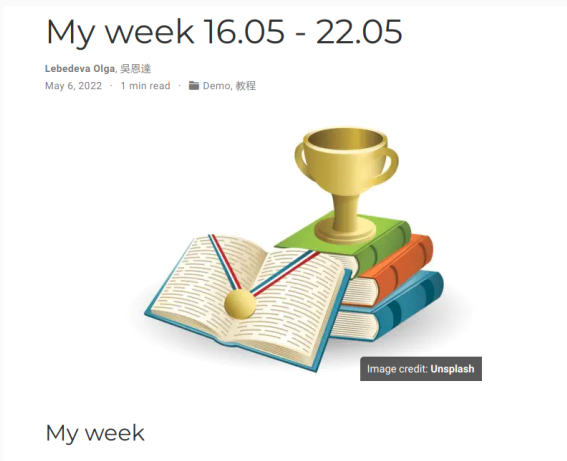 My week 16.05 - 22.05
Lebedeva Olga, 吳恩達
May 6, 2022 · 1 min read · Demo, 教程
Image credit: Unsplash
My week